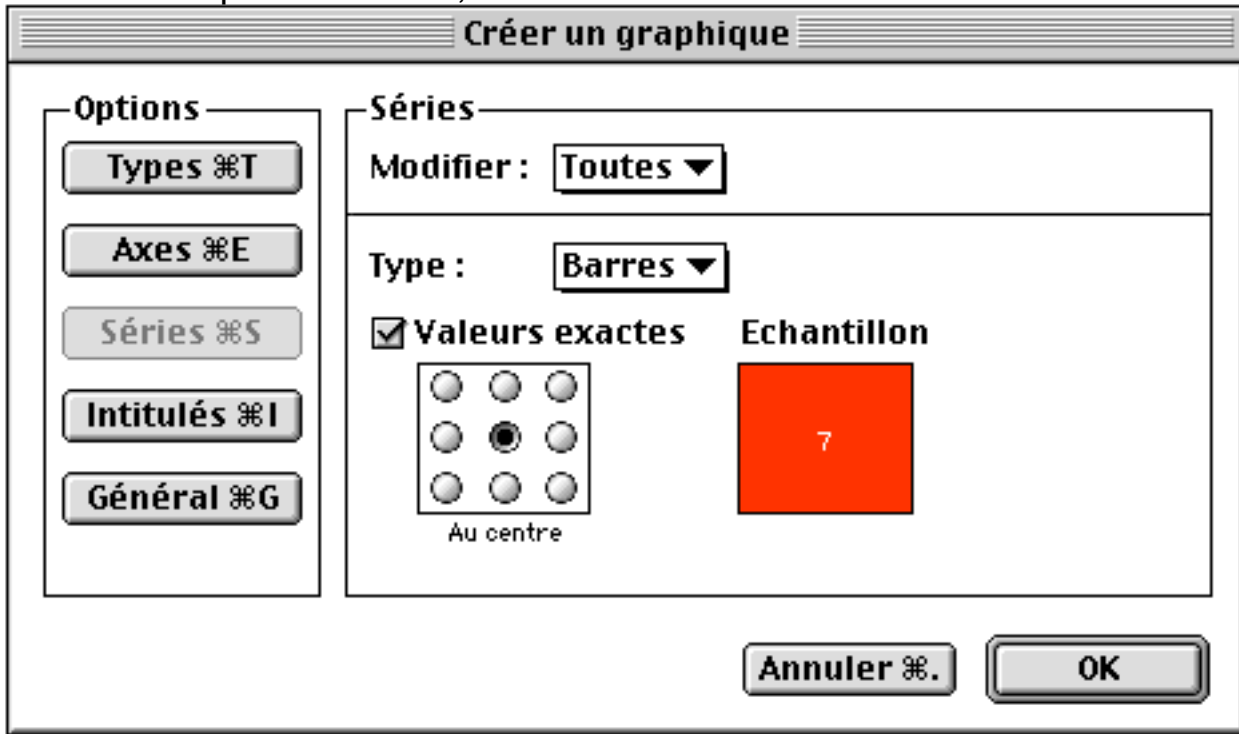 Créer un graphique
Options
Types ⌘T
Axes ⌘E
Séries ⌘S
Intitulés ⌘I
Général ⌘G
Séries
Modifier : Toutes
Type : Barres
Valeurs exactes
Echantillon
7
Au centre
Annuler ⌘.
OK